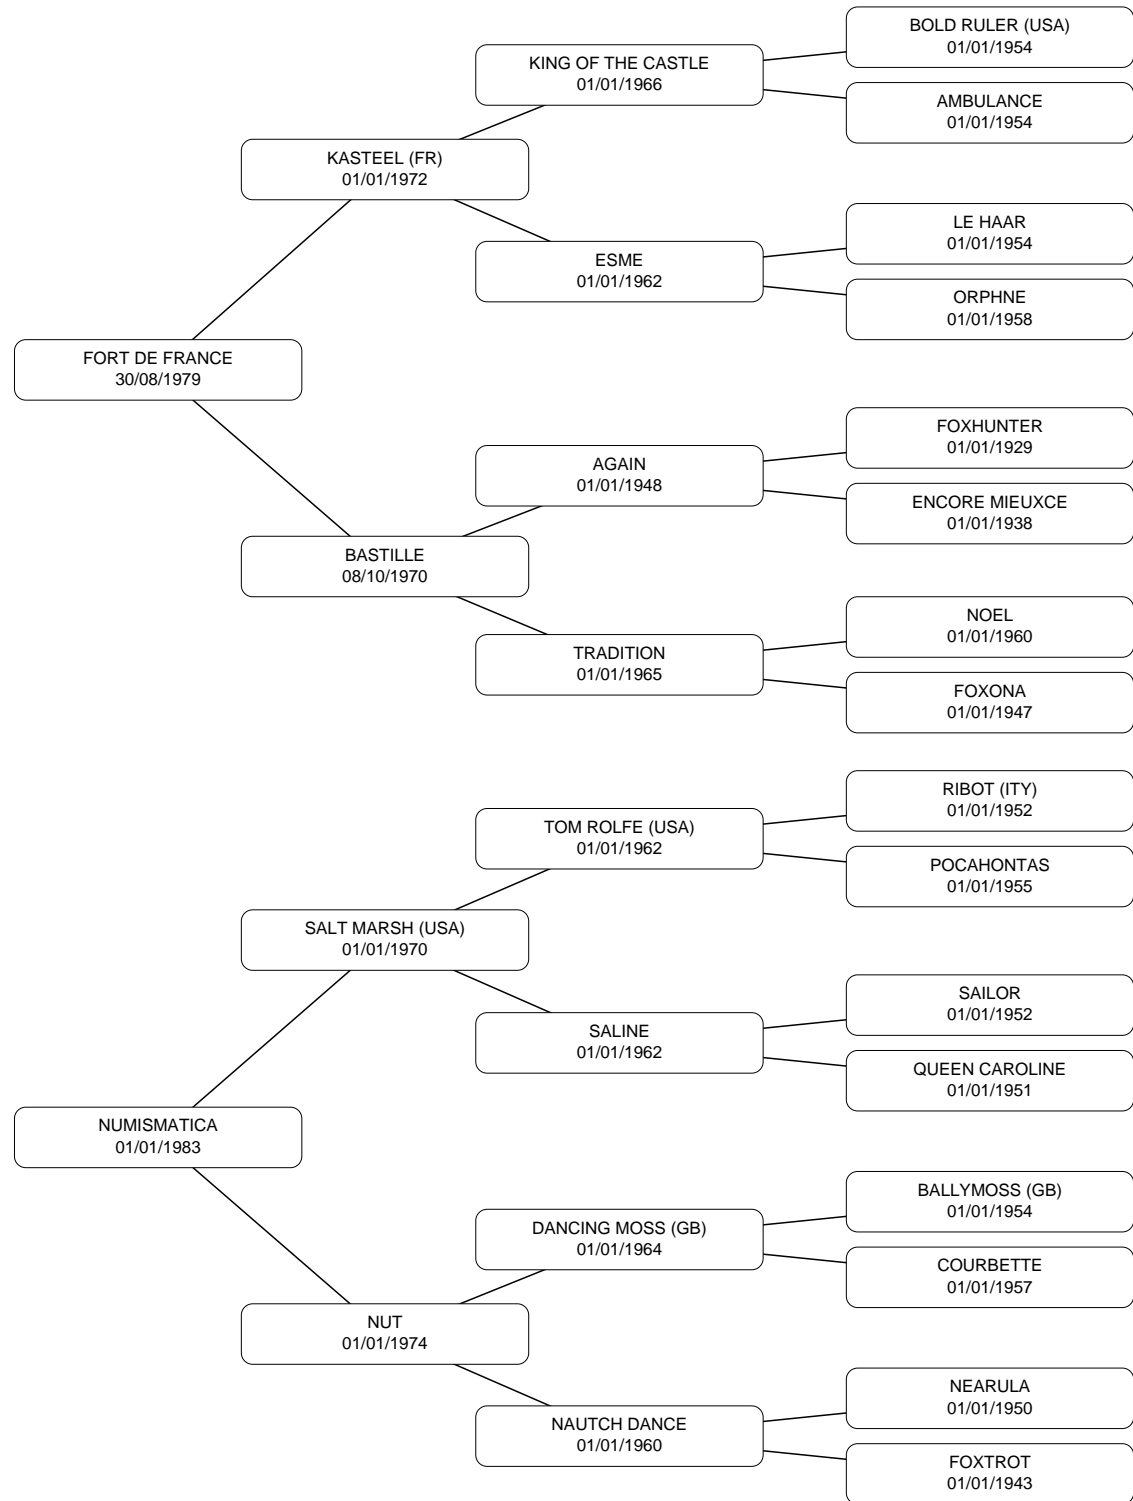 BOLD RULER (USA)
01/01/1954
KING OF THE CASTLE
01/01/1966
AMBULANCE
01/01/1954
KASTEEL (FR)
01/01/1972
LE HAAR
01/01/1954
ESME
01/01/1962
ORPHNE
01/01/1958
FORT DE FRANCE
30/08/1979
FOXHUNTER
01/01/1929
AGAIN
01/01/1948
ENCORE MIEUXCE
01/01/1938
BASTILLE
08/10/1970
NOEL
01/01/1960
TRADITION
01/01/1965
FOXONA
01/01/1947
RIBOT (ITY)
01/01/1952
TOM ROLFE (USA)
01/01/1962
POCAHONTAS
01/01/1955
SALT MARSH (USA)
01/01/1970
SAILOR
01/01/1952
SALINE
01/01/1962
QUEEN CAROLINE
01/01/1951
NUMISMATICA
01/01/1983
BALLYMOSS (GB)
01/01/1954
DANCING MOSS (GB)
01/01/1964
COURBETTE
01/01/1957
NUT
01/01/1974
NEARULA
01/01/1950
NAUTCH DANCE
01/01/1960
FOXTROT
01/01/1943